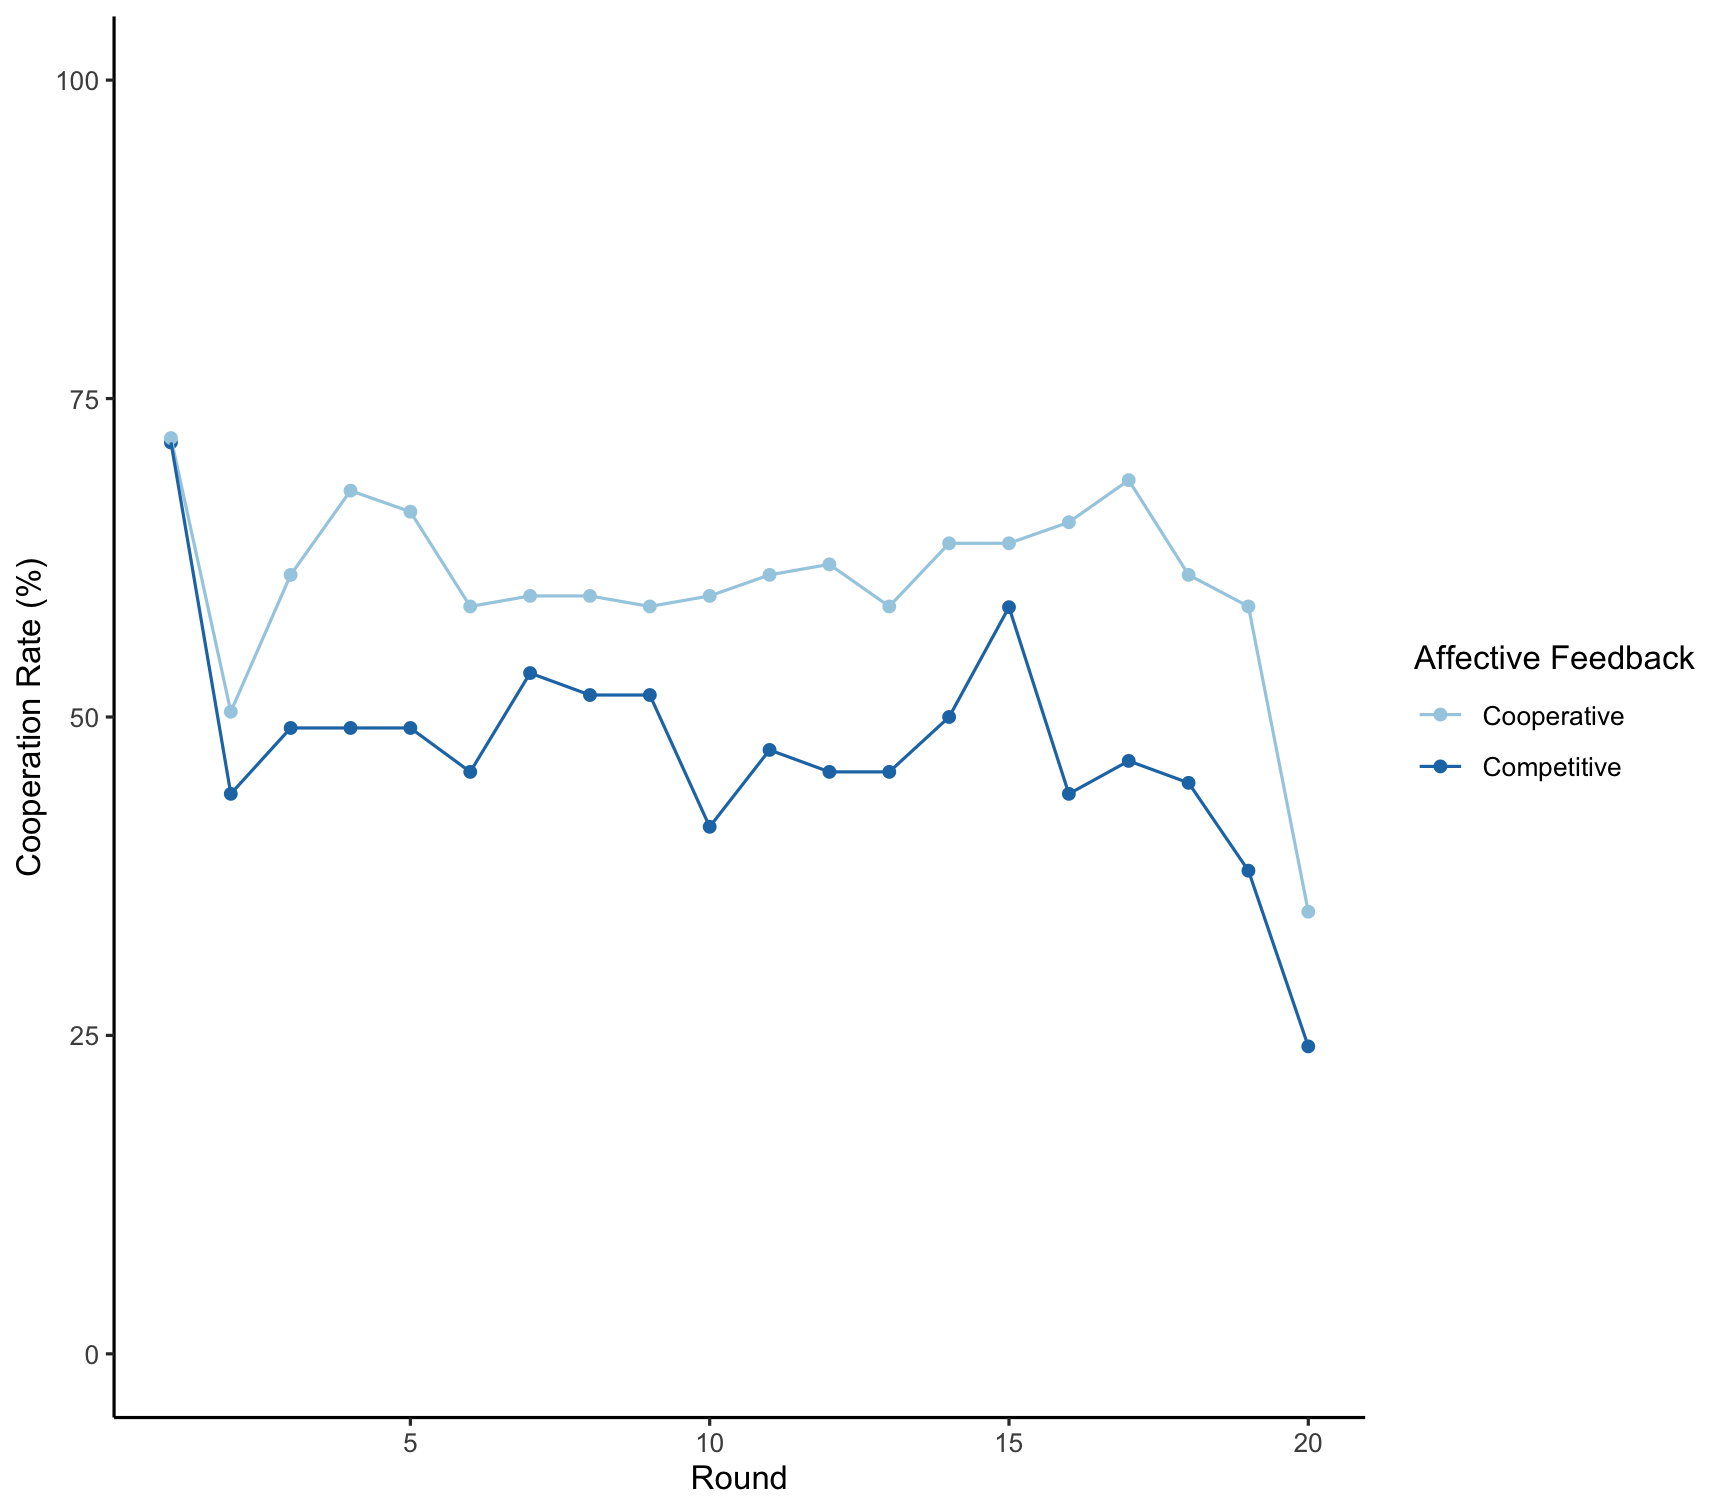 100
75
50
25
0
Cooperation Rate (%)
5 10 15 20
Round
Affective Feedback
Cooperative
Competitive